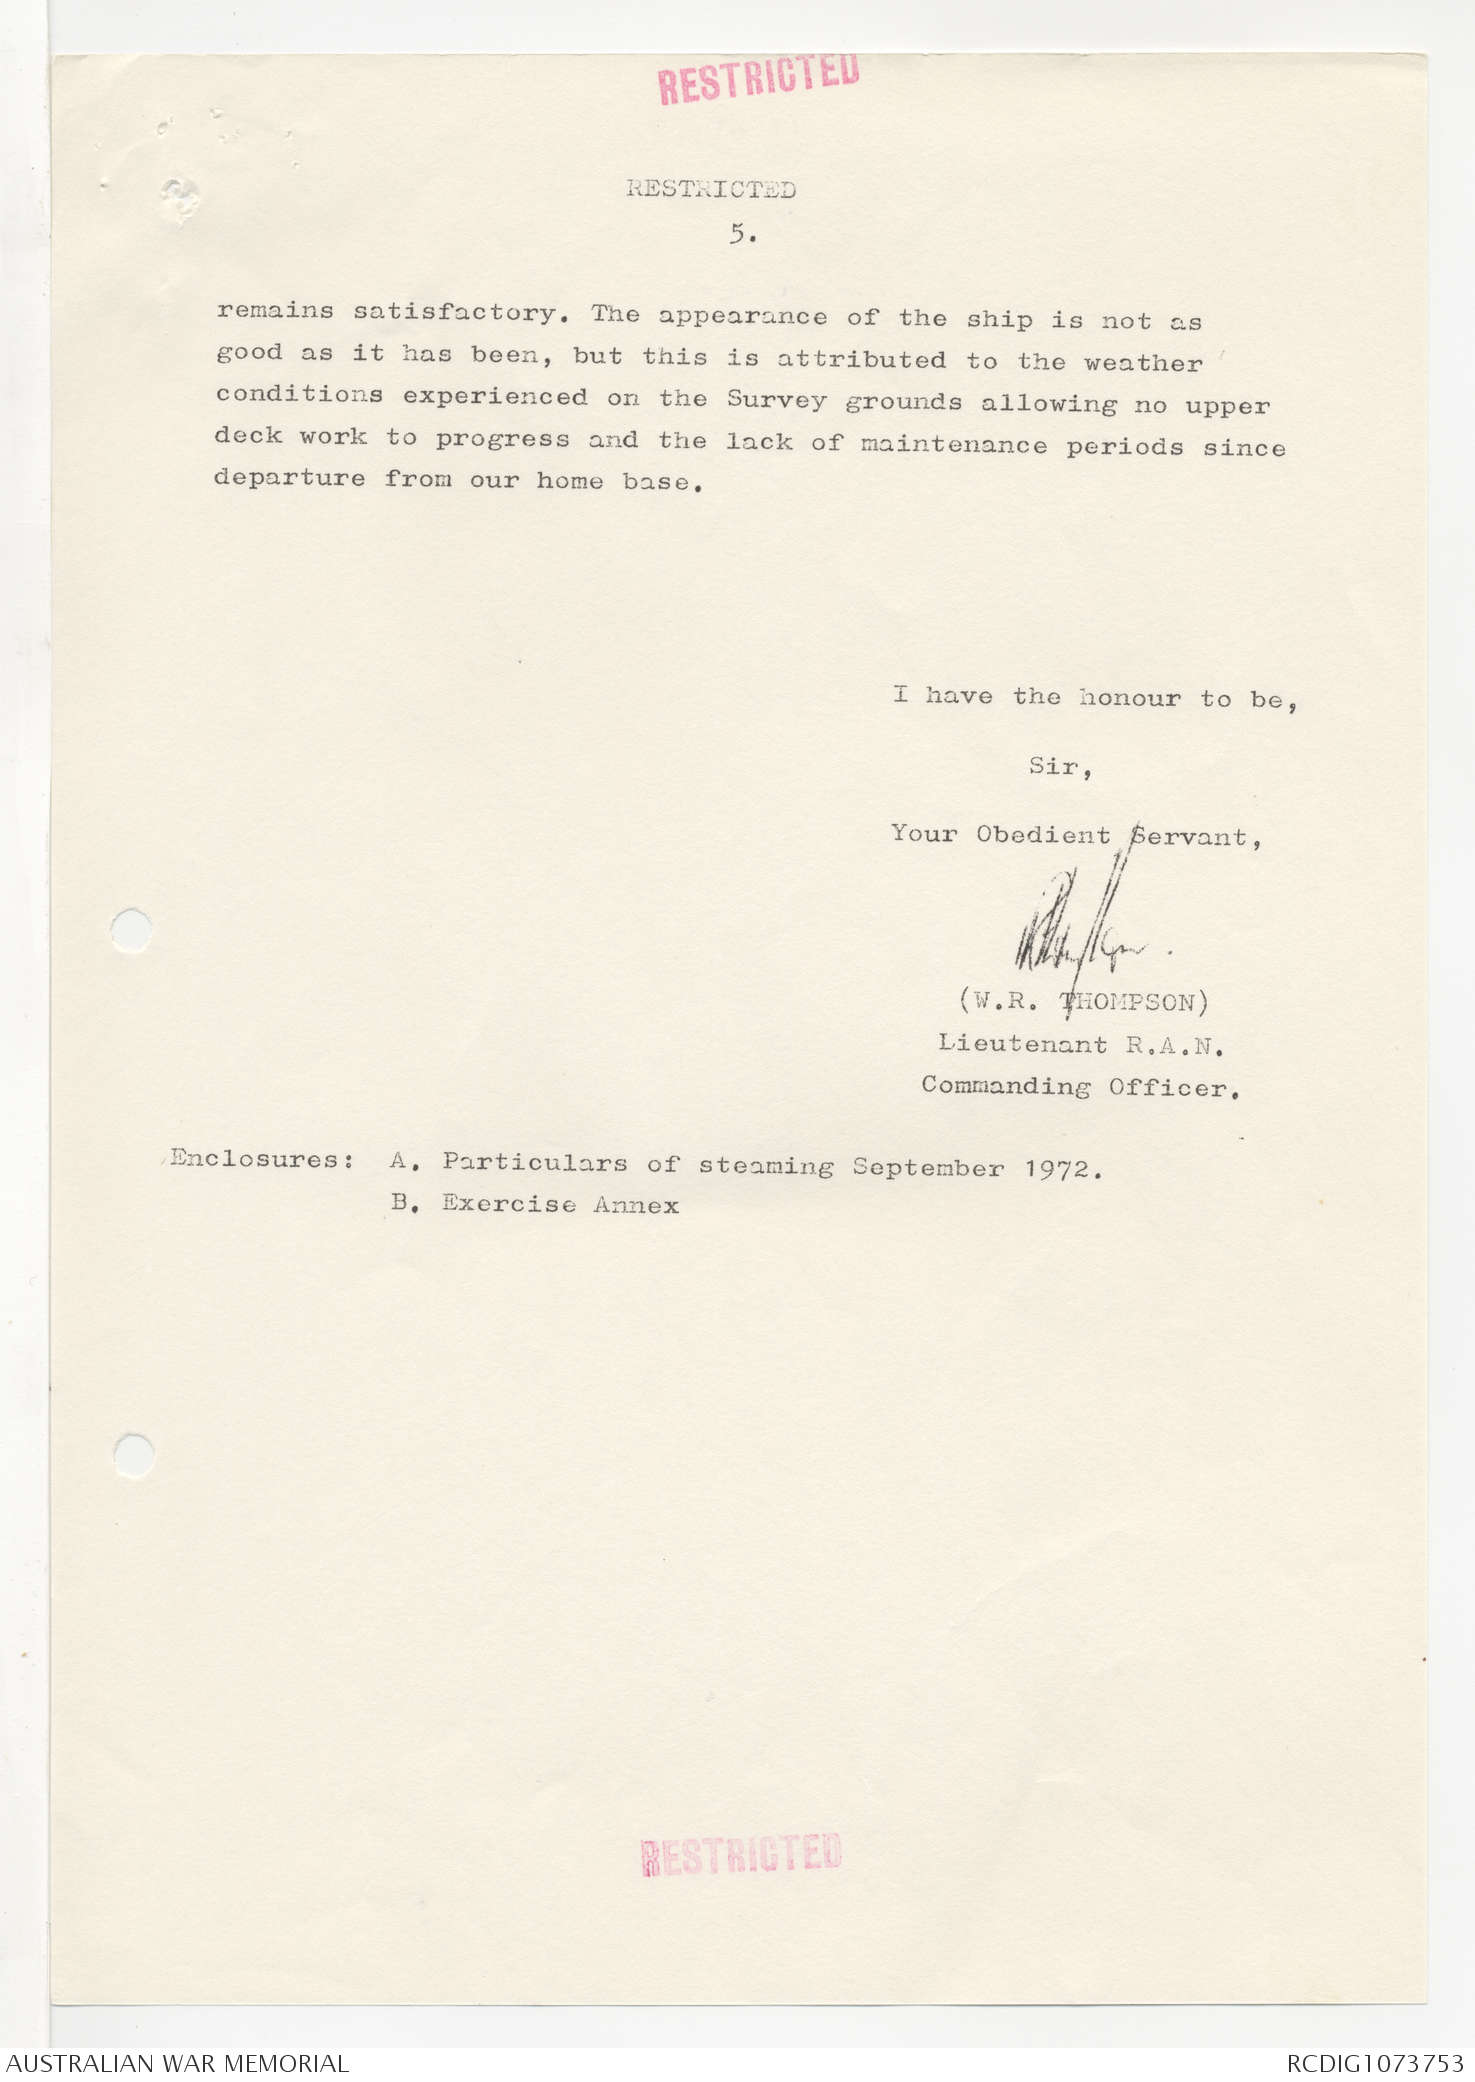 RESTRICTED
RESTRICTED
5.
remains satisfactory. The appearance of the ship is not as
good as it has been, but this is attributed to the weather
conditions experienced on the Survey grounds allowing no upper
deck work to progress and the lack of maintenance periods since
departure from our home base.
I have the honour to be,
Sir,
Your Obedient Servant,
(W.R. THOMPSON)
Lieutenant R.A.N.
Commanding Officer.
Enclosures: A. Particulars of steaming September 1972.
B. Exercise Annex
RESTRICTED
AUSTRALIAN WAR MEMORIAL
RCDIG1073753